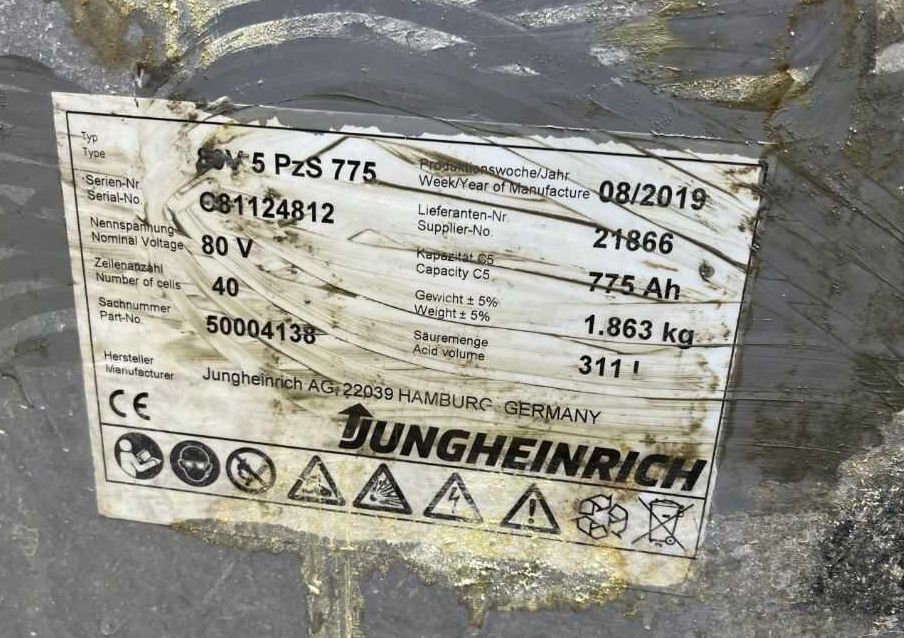 Typ
Type
80V 5 PzS 775
Produktionswoche/Jahr
Week/Year of Manufacture
08/2019
Serien-Nr
Serial-No.
C81124812
Lieferanten-Nr.
Supplier-No.
21866
Nennspannung
Nominal Voltage
80 V
Kapazität C5
Capacity C5
775 Ah
Zellenanzahl
Number of cells
40
Gewicht ± 5%
Weight ± 5%
1.863 kg
Sachnummer
Part-No.
50004138
Säuremenge
Acid volume
311 l
Hersteller
Manufacturer
Jungheinrich AG, 22039 HAMBURG GERMANY
CE
JUNGHEINRICH